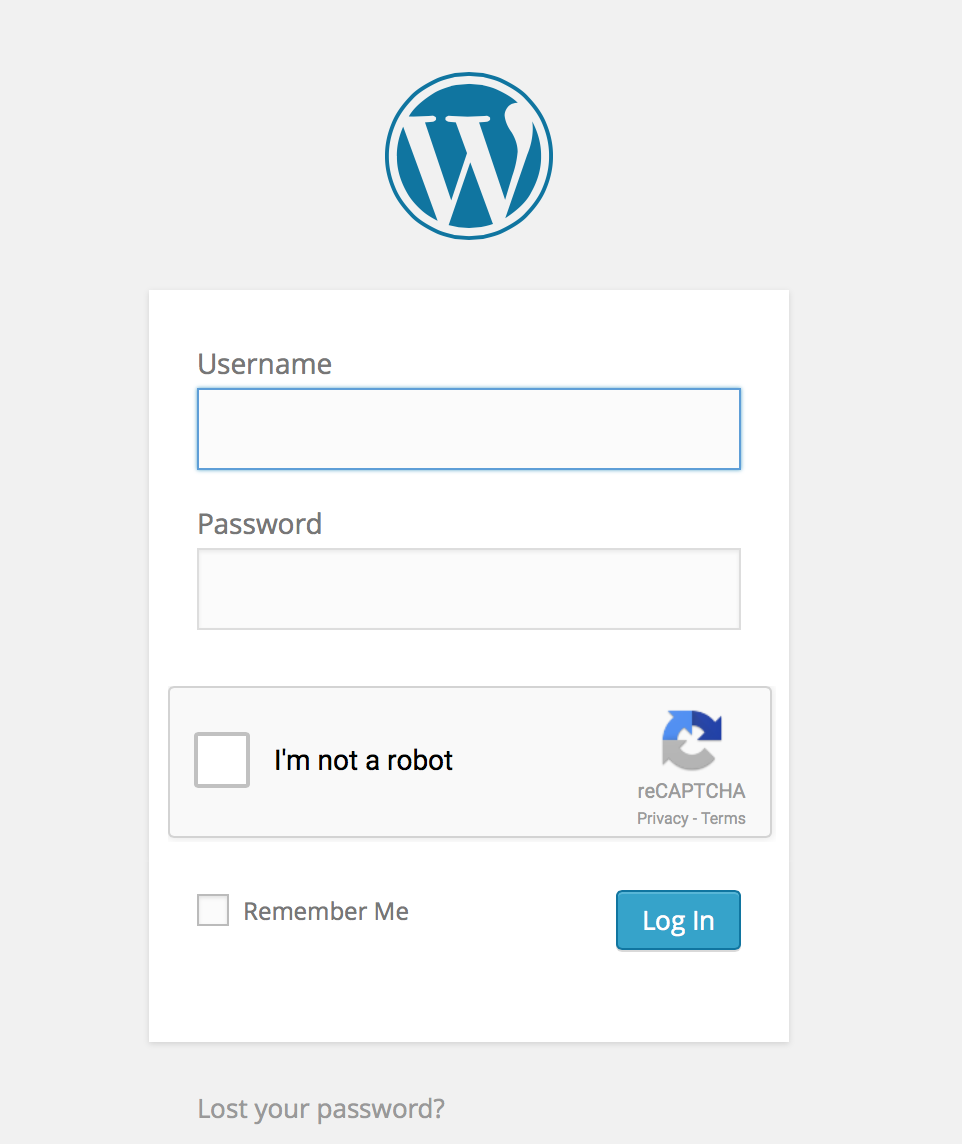 Username
Password
I'm not a robot
reCAPTCHA
Privacy - Terms
Remember Me
Log In
Lost your password?